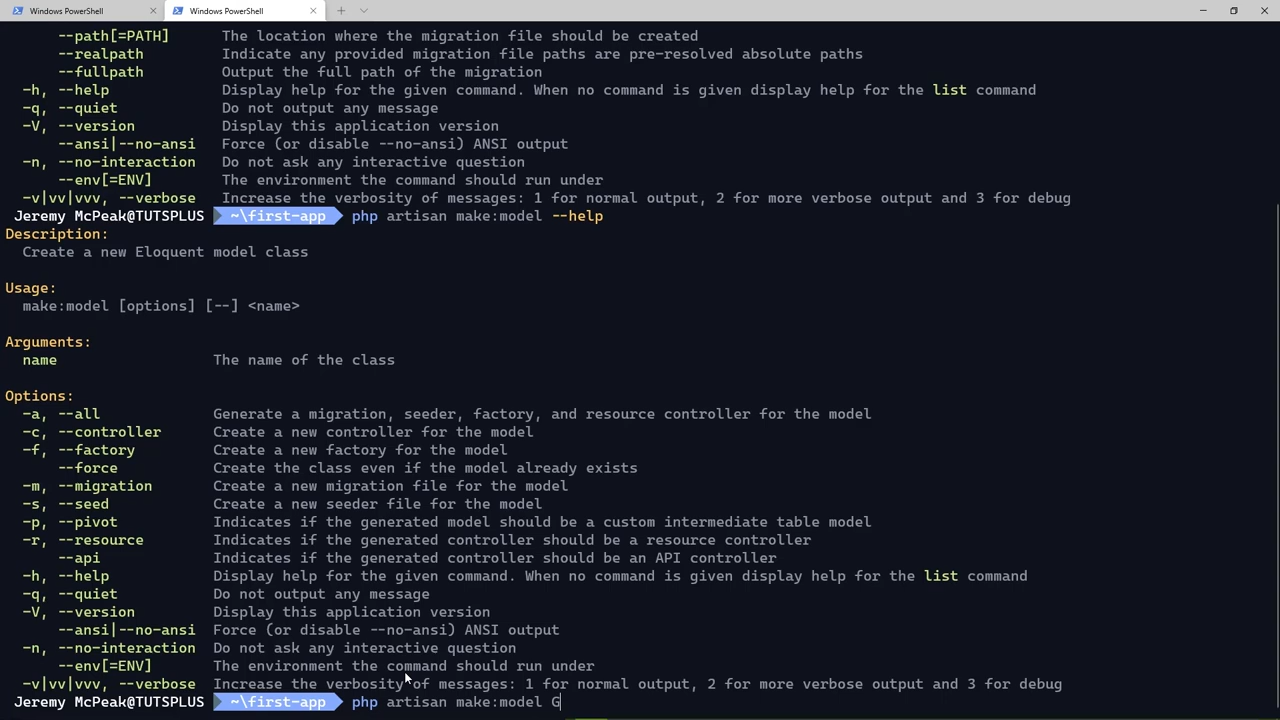 Windows PowerShell
Windows PowerShell
--path[=PATH] The location where the migration file should be created
--realpath Indicate any provided migration file paths are pre-resolved absolute paths
--fullpath Output the full path of the migration
-h, --help Display help for the given command. When no command is given display help for the list command
-q, --quiet Do not output any message
-V, --version Display this application version
--ansi|--no-ansi Force (or disable --no-ansi) ANSI output
-n, --no-interaction Do not ask any interactive question
--env[=ENV] The environment the command should run under
-v|vv|vvv, --verbose Increase the verbosity of messages: 1 for normal output, 2 for more verbose output and 3 for debug
Jeremy McPeak@TUTSPLUS ~\first-app php artisan make:model --help
Description:
Create a new Eloquent model class
Usage:
make:model [options] [--] <name>
Arguments:
name The name of the class
Options:
-a, --all Generate a migration, seeder, factory, and resource controller for the model
-c, --controller Create a new controller for the model
-f, --factory Create a new factory for the model
--force Create the class even if the model already exists
-m, --migration Create a new migration file for the model
-s, --seed Create a new seeder file for the model
-p, --pivot Indicates if the generated model should be a custom intermediate table model
-r, --resource Indicates if the generated controller should be a resource controller
--api Indicates if the generated controller should be an API controller
-h, --help Display help for the given command. When no command is given display help for the list command
-q, --quiet Do not output any message
-V, --version Display this application version
--ansi|--no-ansi Force (or disable --no-ansi) ANSI output
-n, --no-interaction Do not ask any interactive question
--env[=ENV] The environment the command should run under
-v|vv|vvv, --verbose Increase the verbosity of messages: 1 for normal output, 2 for more verbose output and 3 for debug
Jeremy McPeak@TUTSPLUS ~\first-app php artisan make:model G